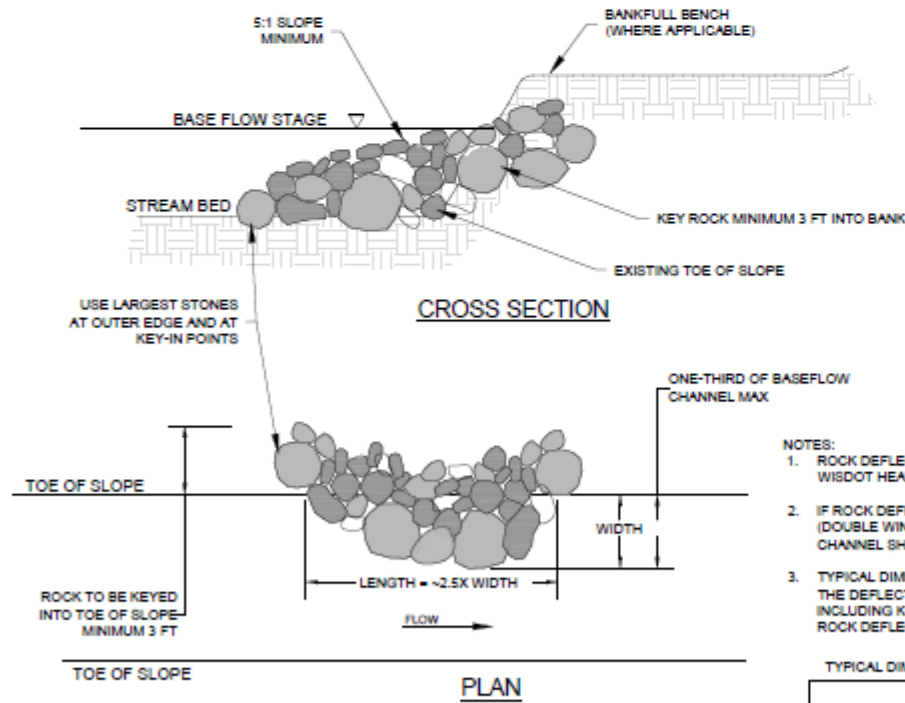 5:1 SLOPE
MINIMUM
BANKFULL BENCH
(WHERE APPLICABLE)
BASE FLOW STAGE
STREAM BED
KEY ROCK MINIMUM 3 FT INTO BANK
EXISTING TOE OF SLOPE
USE LARGEST STONES
AT OUTER EDGE AND AT
KEY-IN POINTS
CROSS SECTION
ONE-THIRD OF BASEFLOW
CHANNEL MAX
TOE OF SLOPE
WIDTH
LENGTH = ~2.5X WIDTH
ROCK TO BE KEYED
INTO TOE OF SLOPE
MINIMUM 3 FT
FLOW
TOE OF SLOPE
PLAN
NOTES:
1. ROCK DEFLE
WISDOT HEA
2. IF ROCK DEF
(DOUBLE WIN
CHANNEL SH
3. TYPICAL DIM
THE DEFLECT
INCLUDING K
ROCK DEFLE
TYPICAL DIM